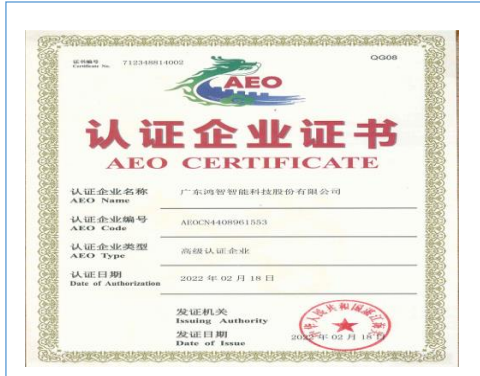 证书编号
Certificate No. 712348814002
QG08
AEO
认证企业证书
AEO CERTIFICATE
认证企业名称 广东鸿智智能科技股份有限公司
AEO Name
认证企业编号 AEOCN4408961553
AEO Code
认证企业类型 高级认证企业
AEO Type
认证日期 2022 年 02 月 18 日
Date of Authorization
发证机关
Issuing Authority
发证日期 2022 年 02 月 18 日
Date of Issue